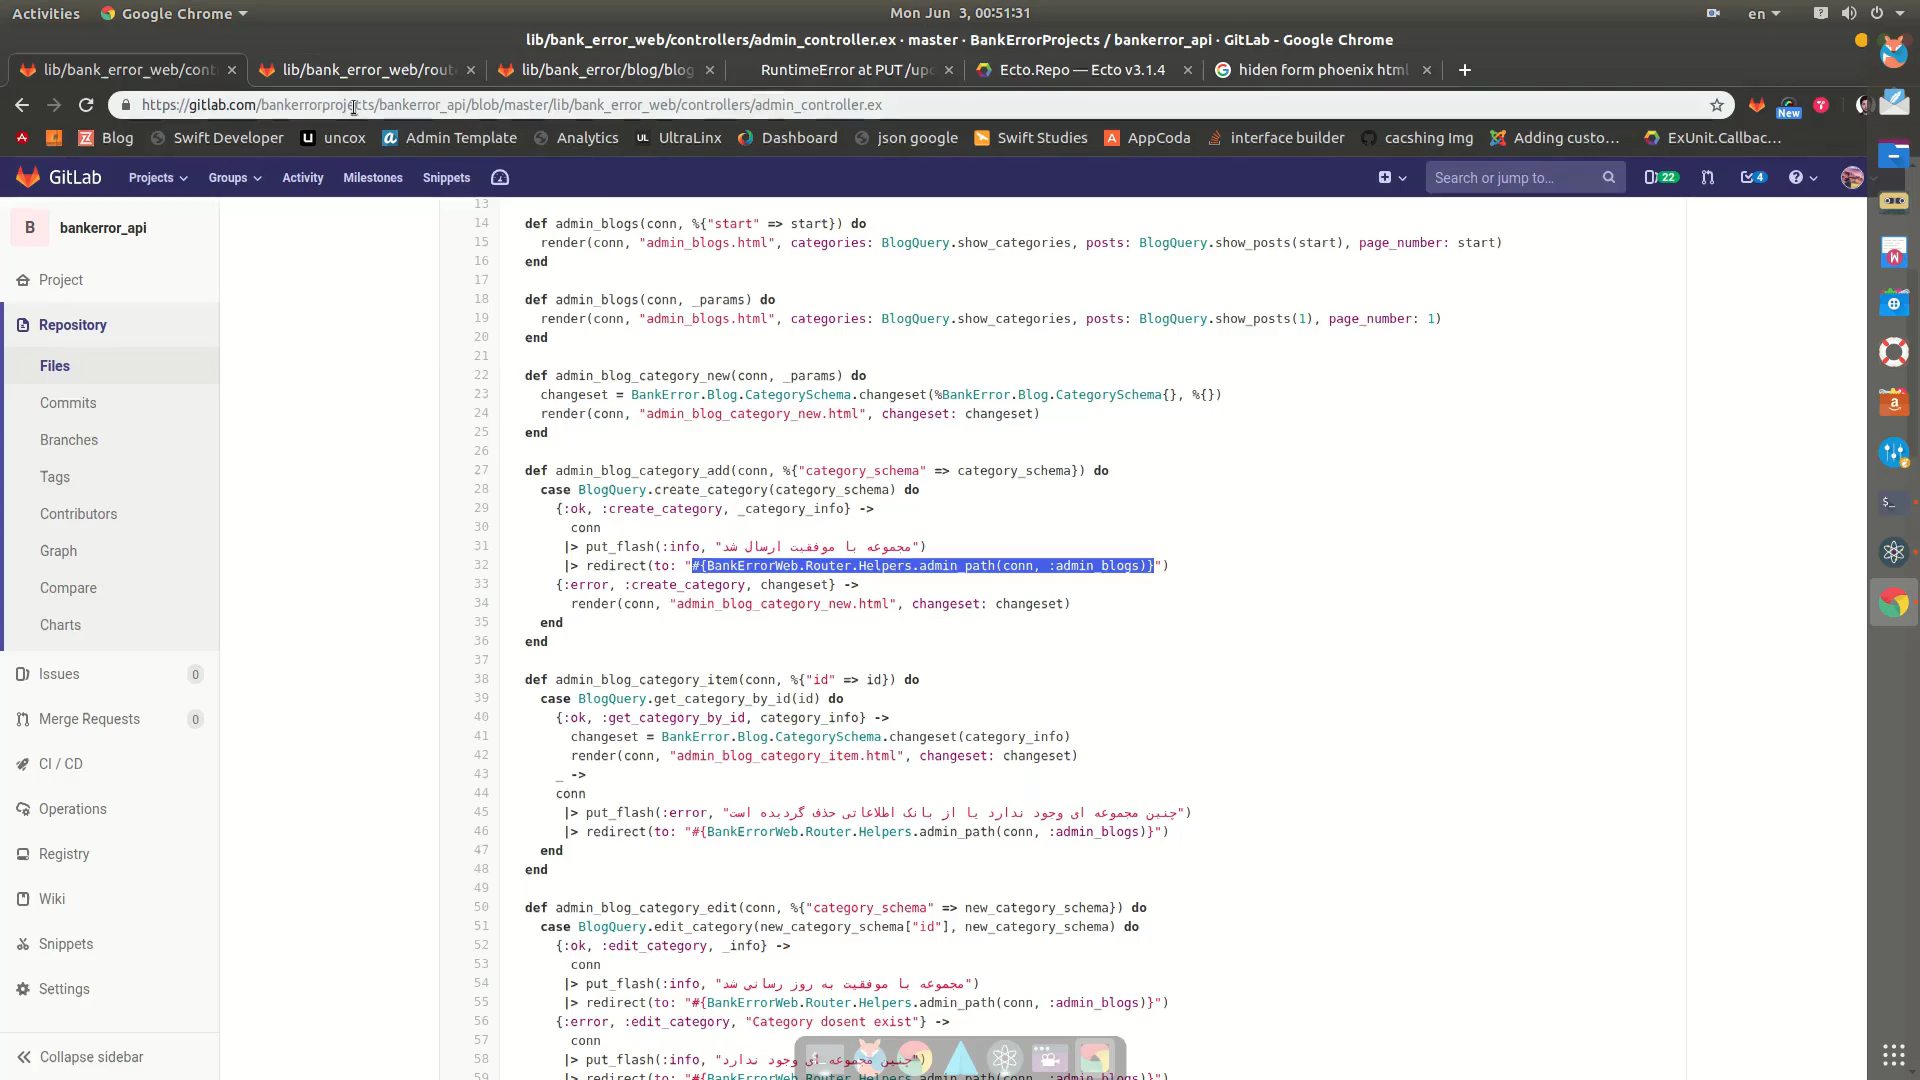 Activities
Google Chrome
Mon Jun 3, 00:51:31
en
lib/bank_error_web/controllers/admin_controller.ex · master · BankErrorProjects / bankerror_api · GitLab - Google Chrome
lib/bank_error_web/cont
lib/bank_error_web/rout
lib/bank_error/blog/blog
RuntimeError at PUT /up
Ecto.Repo — Ecto v3.1.4
hiden form phoenix html
https://gitlab.com/bankerrorprojects/bankerror_api/blob/master/lib/bank_error_web/controllers/admin_controller.ex
New
Blog
Swift Developer
uncox
Admin Template
Analytics
UltraLinx
Dashboard
json google
Swift Studies
AppCoda
interface builder
cacshing Img
Adding custo...
ExUnit.Callbac...
GitLab
Projects
Groups
Activity
Milestones
Snippets
Search or jump to...
22
4
B
bankerror_api
Project
Repository
Files
Commits
Branches
Tags
Contributors
Graph
Compare
Charts
Issues 0
Merge Requests 0
CI / CD
Operations
Registry
Wiki
Snippets
Settings
Collapse sidebar
13
14 def admin_blogs(conn, %{"start" => start}) do
15 render(conn, "admin_blogs.html", categories: BlogQuery.show_categories, posts: BlogQuery.show_posts(start), page_number: start)
16 end
17
18 def admin_blogs(conn, _params) do
19 render(conn, "admin_blogs.html", categories: BlogQuery.show_categories, posts: BlogQuery.show_posts(1), page_number: 1)
20 end
21
22 def admin_blog_category_new(conn, _params) do
23 changeset = BankError.Blog.CategorySchema.changeset(%BankError.Blog.CategorySchema{}, %{})
24 render(conn, "admin_blog_category_new.html", changeset: changeset)
25 end
26
27 def admin_blog_category_add(conn, %{"category_schema" => category_schema}) do
28 case BlogQuery.create_category(category_schema) do
29 {:ok, :create_category, _category_info} ->
30 conn
31 |> put_flash(:info, "مجموعه با موفقیت ارسال شد")
32 |> redirect(to: "#{BankErrorWeb.Router.Helpers.admin_path(conn, :admin_blogs)}")
33 {:error, :create_category, changeset} ->
34 render(conn, "admin_blog_category_new.html", changeset: changeset)
35 end
36 end
37
38 def admin_blog_category_item(conn, %{"id" => id}) do
39 case BlogQuery.get_category_by_id(id) do
40 {:ok, :get_category_by_id, category_info} ->
41 changeset = BankError.Blog.CategorySchema.changeset(category_info)
42 render(conn, "admin_blog_category_item.html", changeset: changeset)
43 _ ->
44 conn
45 |> put_flash(:error, "چنین مجموعه ای وجود ندارد یا از بانک اطلاعاتی حذف گردیده است")
46 |> redirect(to: "#{BankErrorWeb.Router.Helpers.admin_path(conn, :admin_blogs)}")
47 end
48 end
49
50 def admin_blog_category_edit(conn, %{"category_schema" => new_category_schema}) do
51 case BlogQuery.edit_category(new_category_schema["id"], new_category_schema) do
52 {:ok, :edit_category, _info} ->
53 conn
54 |> put_flash(:info, "مجموعه با موفقیت به روز رسانی شد")
55 |> redirect(to: "#{BankErrorWeb.Router.Helpers.admin_path(conn, :admin_blogs)}")
56 {:error, :edit_category, "Category dosent exist"} ->
57 conn
58 |> put_flash(:info, "چنین مجموعه ای وجود ندارد")
59 |> redirect(to: "#{BankErrorWeb.Router.Helpers.admin_path(conn, :admin_blogs)}")